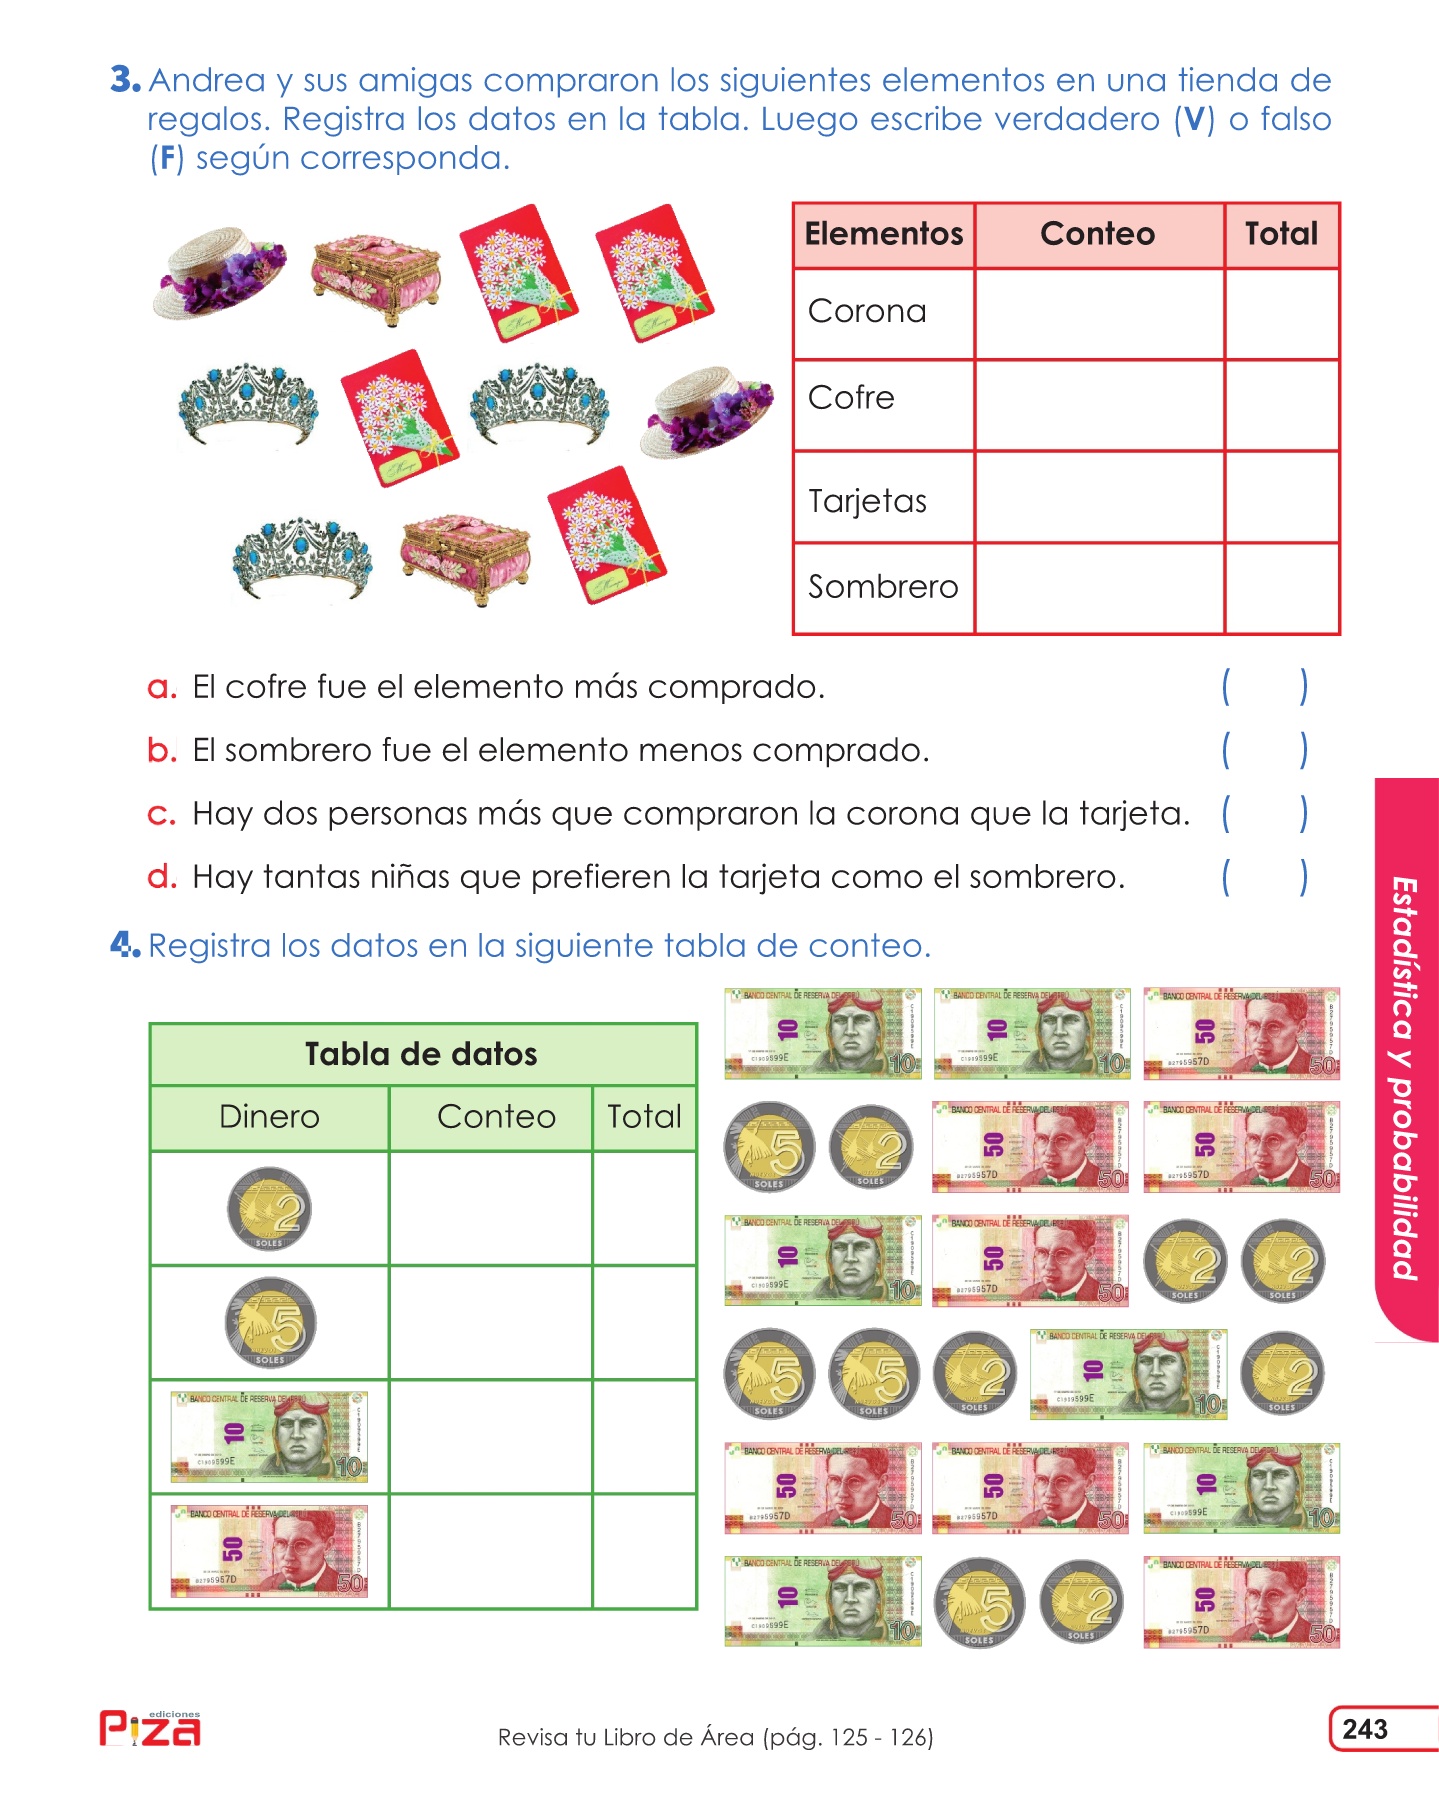 3. Andrea y sus amigas compraron los siguientes elementos en una tienda de
regalos. Registra los datos en la tabla. Luego escribe verdadero (V) o falso
(F) según corresponda.
Elementos Conteo Total
Corona
Cofre
Tarjetas
Sombrero
a. El cofre fue el elemento más comprado. ( )
b. El sombrero fue el elemento menos comprado. ( )
c. Hay dos personas más que compraron la corona que la tarjeta. ( )
d. Hay tantas niñas que prefieren la tarjeta como el sombrero. ( )
4. Registra los datos en la siguiente tabla de conteo.
Tabla de datos
Dinero Conteo Total
2 SOLES
5 SOLES
BANCO CENTRAL DE RESERVA DEL PERÚ
10
C1909599E
10
BANCO CENTRAL DE RESERVA DEL PERÚ
50
B2795957D
50
Estadística y probabilidad
ediciones
Piza
Revisa tu Libro de Área (pág. 125 - 126)
243